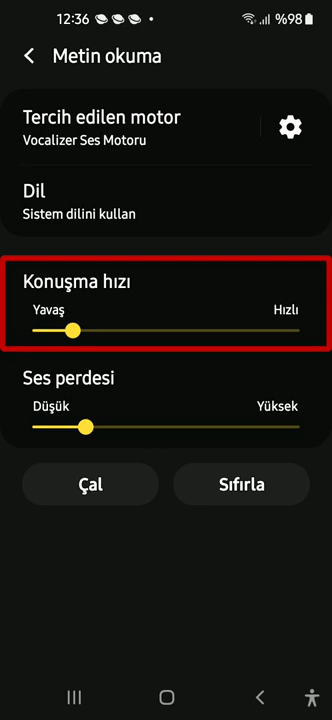 12:36 %98
Metin okuma
Tercih edilen motor
Vocalizer Ses Motoru
Dil
Sistem dilini kullan
Konuşma hızı
Yavaş Hızlı
Ses perdesi
Düşük Yüksek
Çal Sıfırla